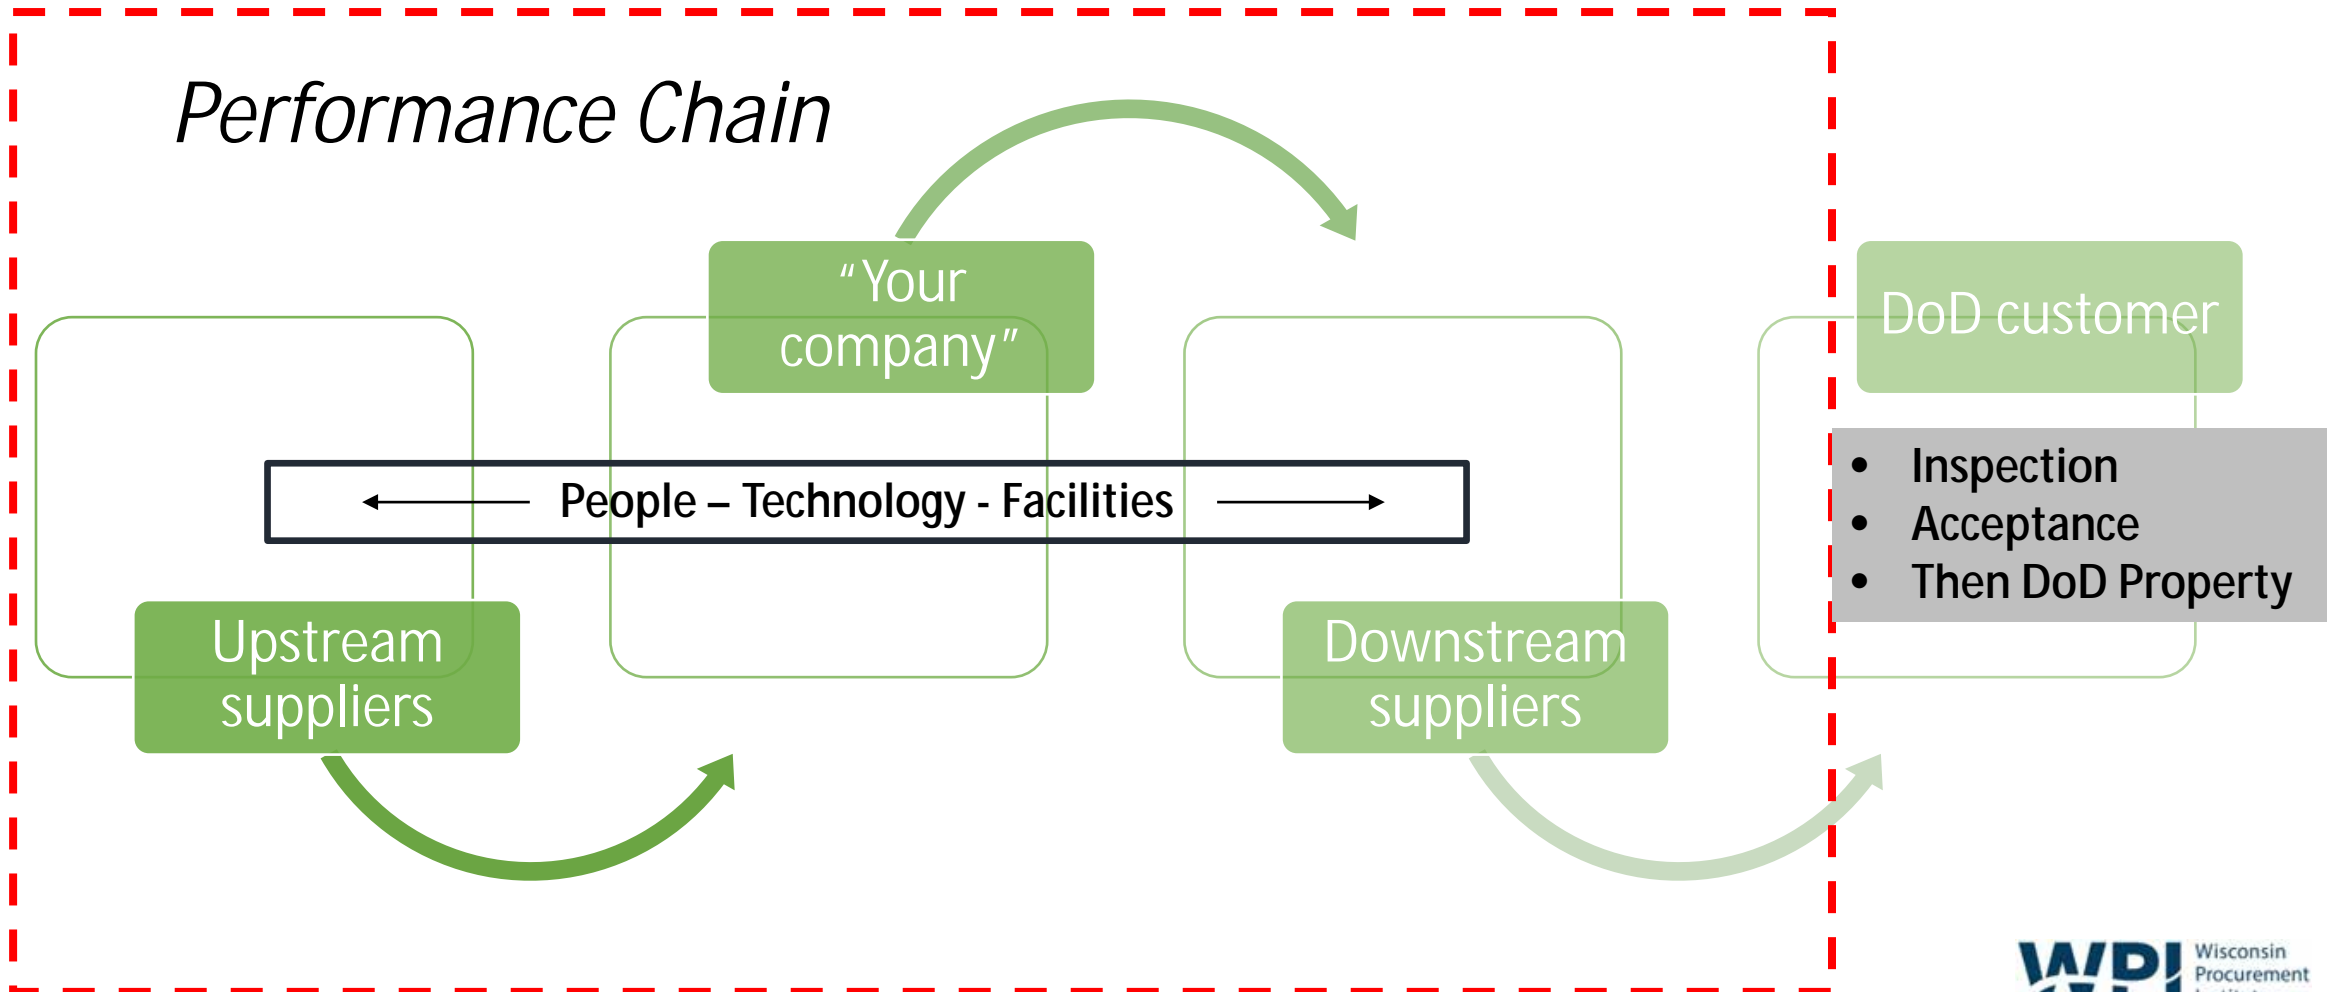 Performance Chain
“Your
company”
DoD customer
People – Technology - Facilities
• Inspection
• Acceptance
• Then DoD Property
Upstream
suppliers
Downstream
suppliers
WPI
Wisconsin
Procurement